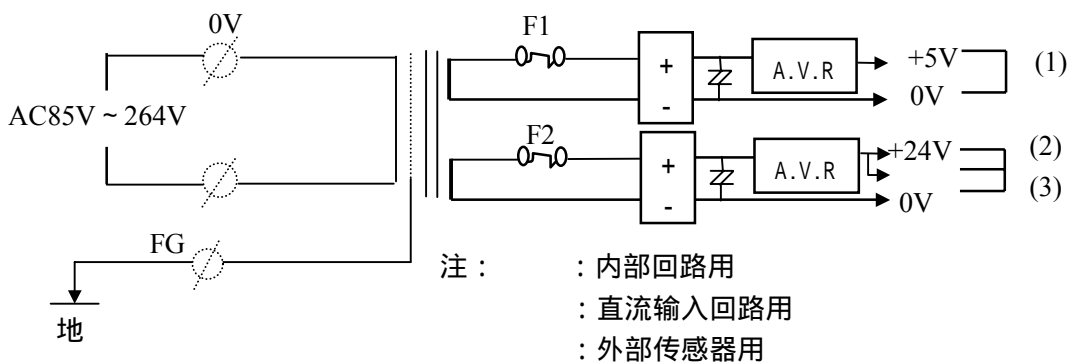 0V
F1
+
-
A.V.R
+5V
(1)
0V
AC85V ~ 264V
F2
+
-
A.V.R
+24V
(2)
(3)
0V
FG
地
注 : : 内部回路用
: 直流输入回路用
: 外部传感器用